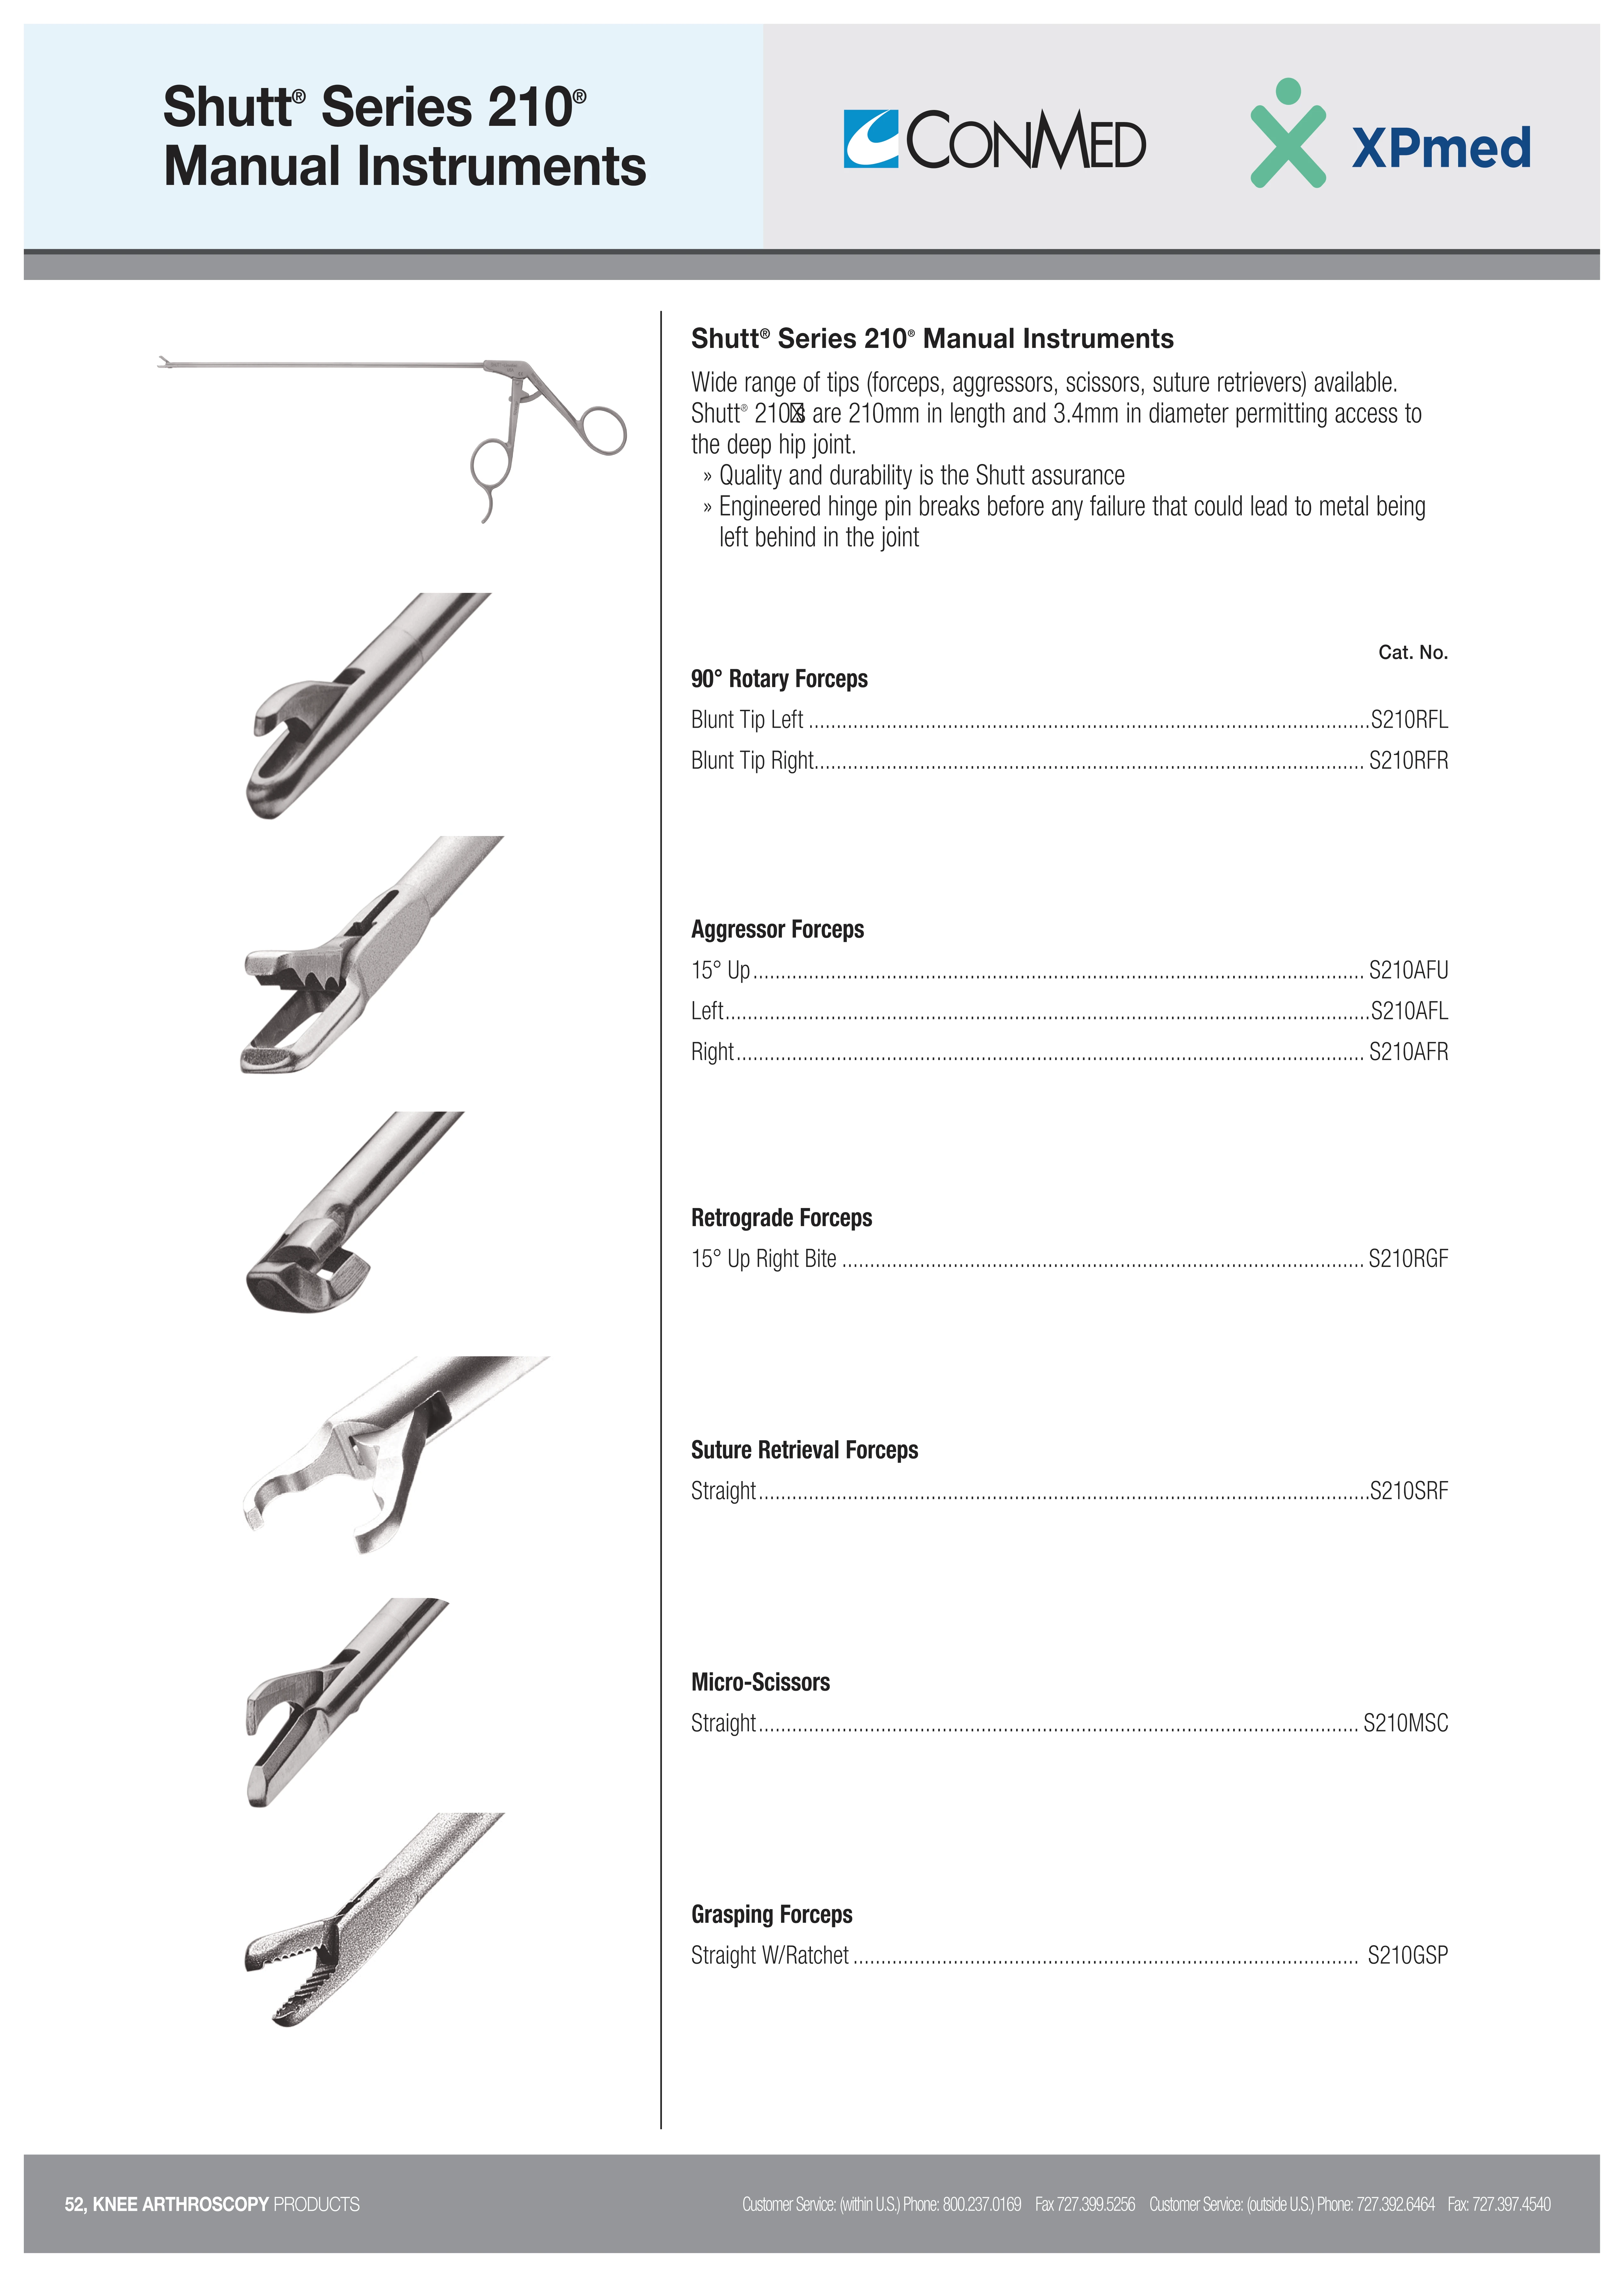 Shutt® Series 210®
Manual Instruments
CONMED
XPmed
Shutt® Series 210® Manual Instruments
Wide range of tips (forceps, aggressors, scissors, suture retrievers) available.
Shutt® 210s are 210mm in length and 3.4mm in diameter permitting access to
the deep hip joint.
» Quality and durability is the Shutt assurance
» Engineered hinge pin breaks before any failure that could lead to metal being
left behind in the joint
Cat. No.
90° Rotary Forceps
Blunt Tip Left ........ S210RFL
Blunt Tip Right ........ S210RFR
Aggressor Forceps
15° Up ........ S210AFU
Left ........ S210AFL
Right ........ S210AFR
Retrograde Forceps
15° Up Right Bite ........ S210RGF
Suture Retrieval Forceps
Straight ........ S210SRF
Micro-Scissors
Straight ........ S210MSC
Grasping Forceps
Straight W/Ratchet ........ S210GSP
52, KNEE ARTHROSCOPY PRODUCTS
Customer Service: (within U.S.) Phone: 800.237.0169 Fax 727.399.5256 Customer Service: (outside U.S.) Phone: 727.392.6464 Fax: 727.397.4540